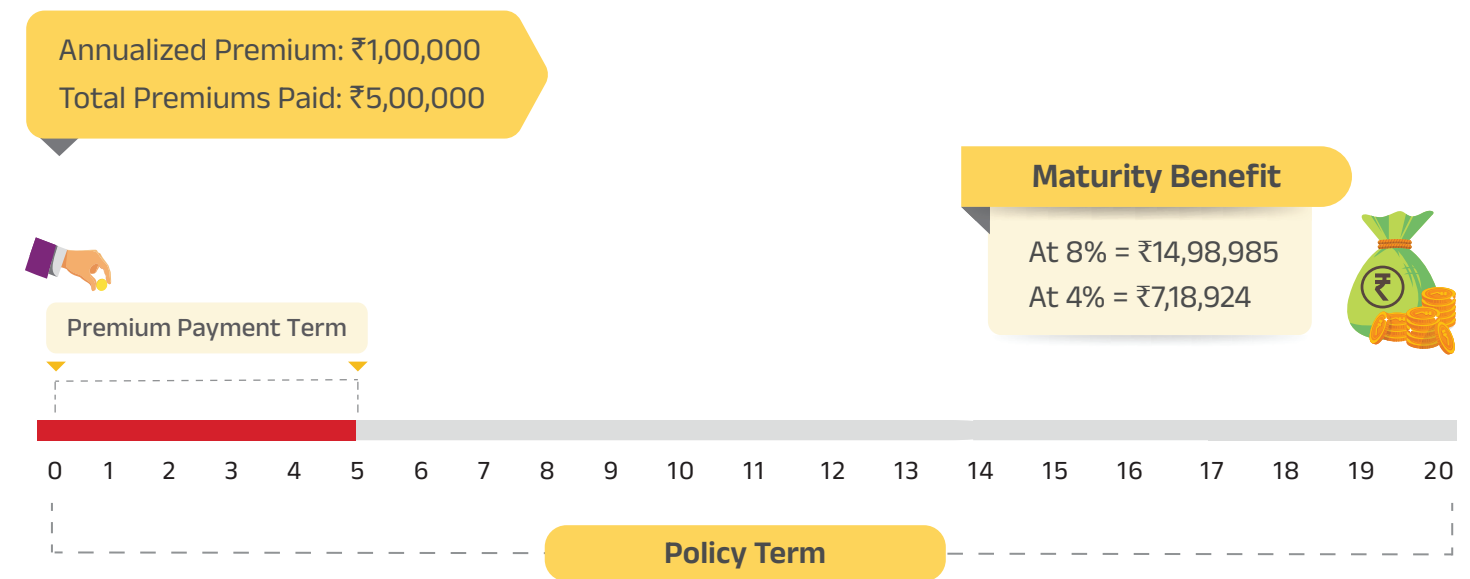 Annualized Premium: ₹1,00,000
Total Premiums Paid: ₹5,00,000
Maturity Benefit
At 8% = ₹14,98,985
At 4% = ₹7,18,924
₹
Premium Payment Term
0 1 2 3 4 5 6 7 8 9 10 11 12 13 14 15 16 17 18 19 20
Policy Term